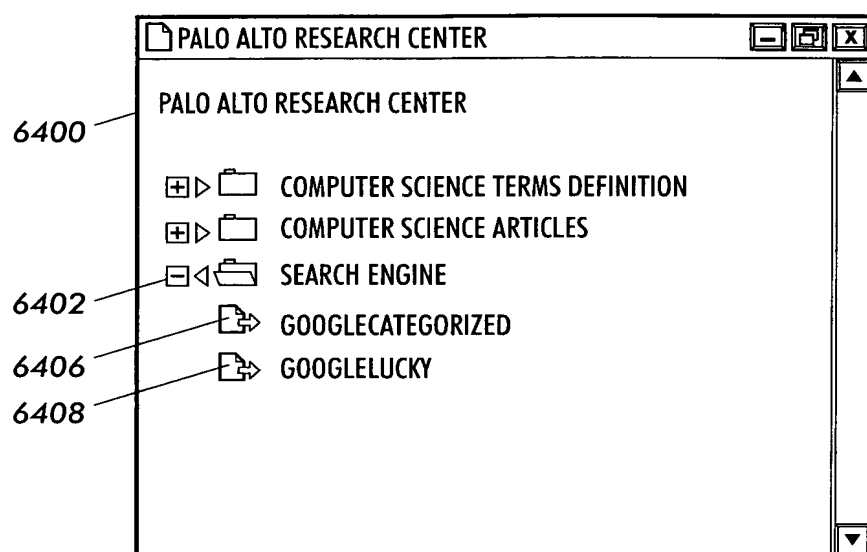 PALO ALTO RESEARCH CENTER
X
PALO ALTO RESEARCH CENTER
6400
COMPUTER SCIENCE TERMS DEFINITION
COMPUTER SCIENCE ARTICLES
SEARCH ENGINE
6402
GOOGLECATEGORIZED
6406
GOOGLELUCKY
6408